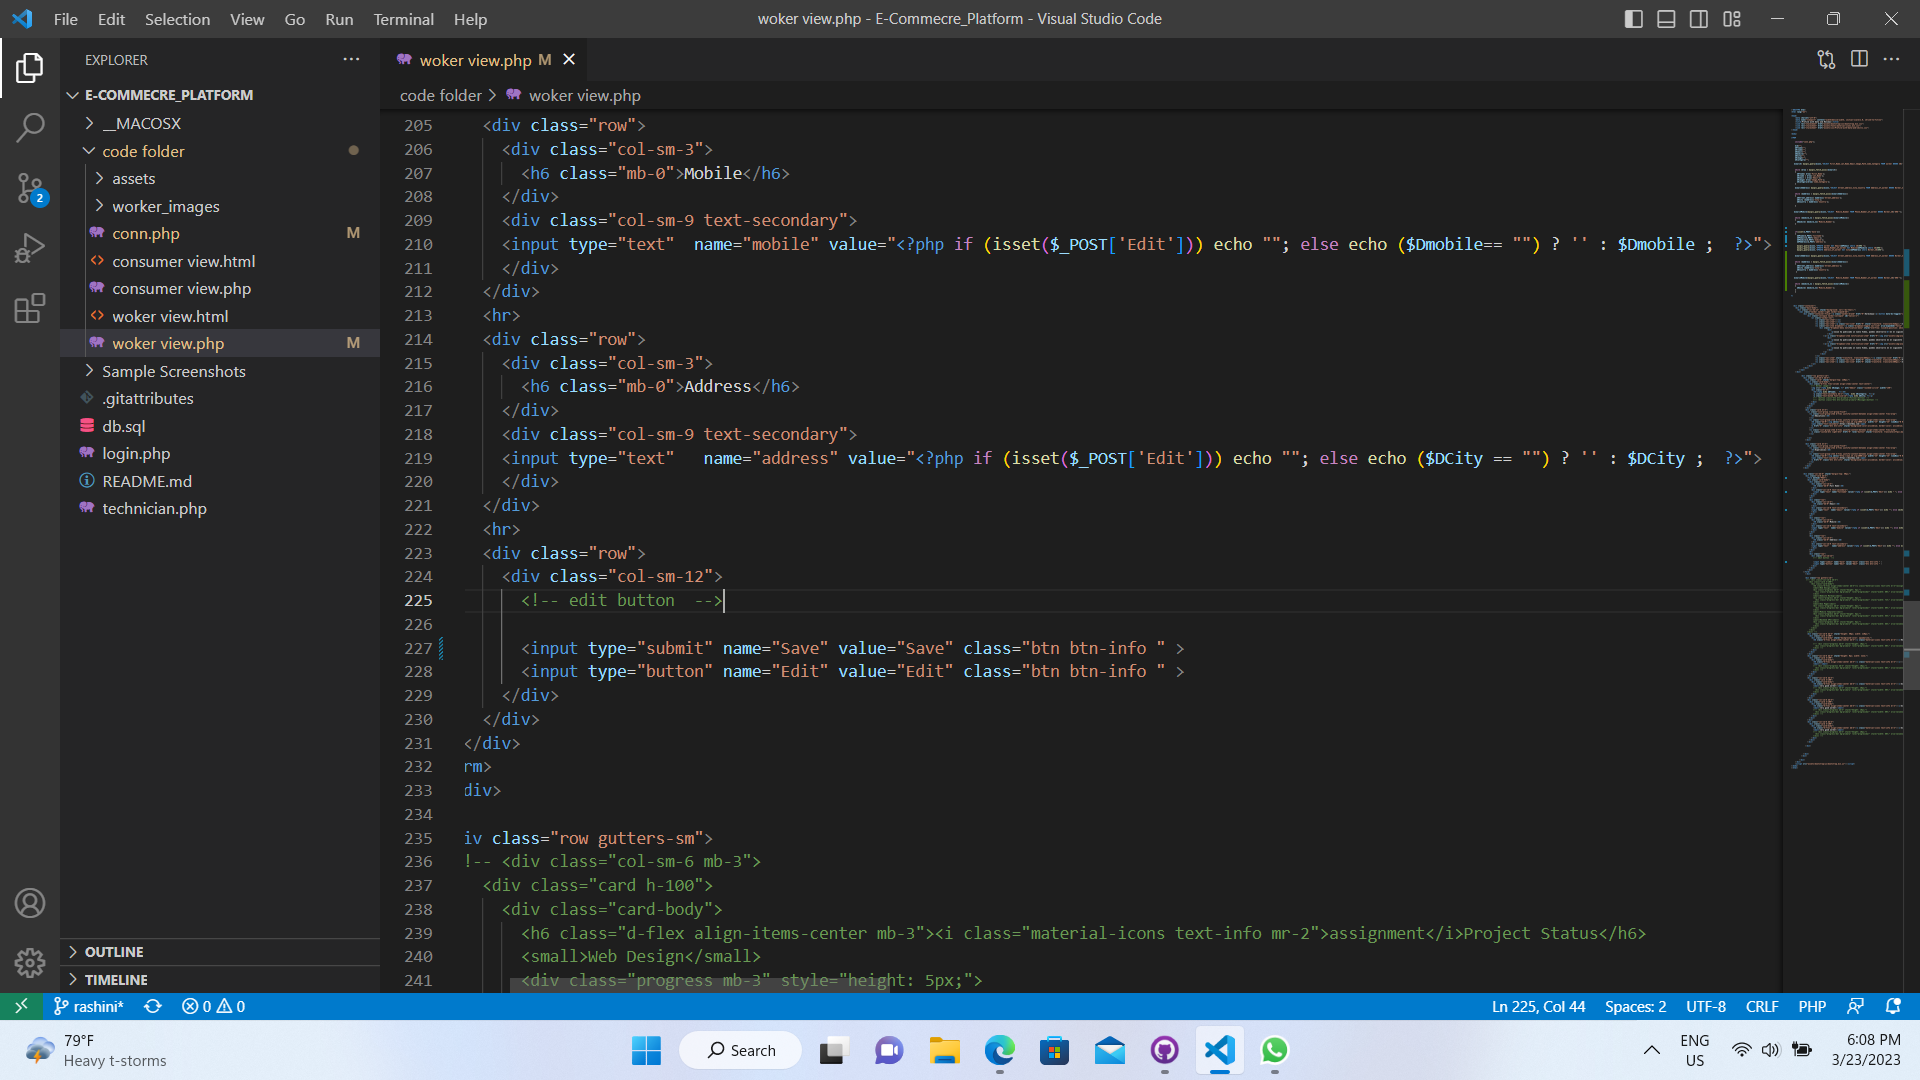 File Edit Selection View Go Run Terminal Help
woker view.php - E-Commecre_Platform - Visual Studio Code
EXPLORER
E-COMMECRE_PLATFORM
__MACOSX
code folder
assets
worker_images
conn.php M
consumer view.html
consumer view.php
woker view.html
woker view.php M
Sample Screenshots
.gitattributes
db.sql
login.php
README.md
technician.php
OUTLINE
TIMELINE
2
woker view.php M
code folder > woker view.php
205 <div class="row">
206 <div class="col-sm-3">
207 <h6 class="mb-0">Mobile</h6>
208 </div>
209 <div class="col-sm-9 text-secondary">
210 <input type="text"  name="mobile" value="<?php if (isset($_POST['Edit'])) echo ""; else echo ($Dmobile== "") ? '' : $Dmobile ;  ?>">
211 </div>
212 </div>
213 <hr>
214 <div class="row">
215 <div class="col-sm-3">
216 <h6 class="mb-0">Address</h6>
217 </div>
218 <div class="col-sm-9 text-secondary">
219 <input type="text"   name="address" value="<?php if (isset($_POST['Edit'])) echo ""; else echo ($DCity == "") ? '' : $DCity ;  ?>">
220 </div>
221 </div>
222 <hr>
223 <div class="row">
224 <div class="col-sm-12">
225 <!-- edit button  -->
226
227 <input type="submit" name="Save" value="Save" class="btn btn-info " >
228 <input type="button" name="Edit" value="Edit" class="btn btn-info " >
229 </div>
230 </div>
231 </div>
232 rm>
233 div>
234
235 iv class="row gutters-sm">
236 !-- <div class="col-sm-6 mb-3">
237 <div class="card h-100">
238 <div class="card-body">
239 <h6 class="d-flex align-items-center mb-3"><i class="material-icons text-info mr-2">assignment</i>Project Status</h6>
240 <small>Web Design</small>
241 <div class="progress mb-3" style="height: 5px;">
rashini* 0 0
Ln 225, Col 44 Spaces: 2 UTF-8 CRLF PHP
79°F
Heavy t-storms
Search
ENG
US
6:08 PM
3/23/2023